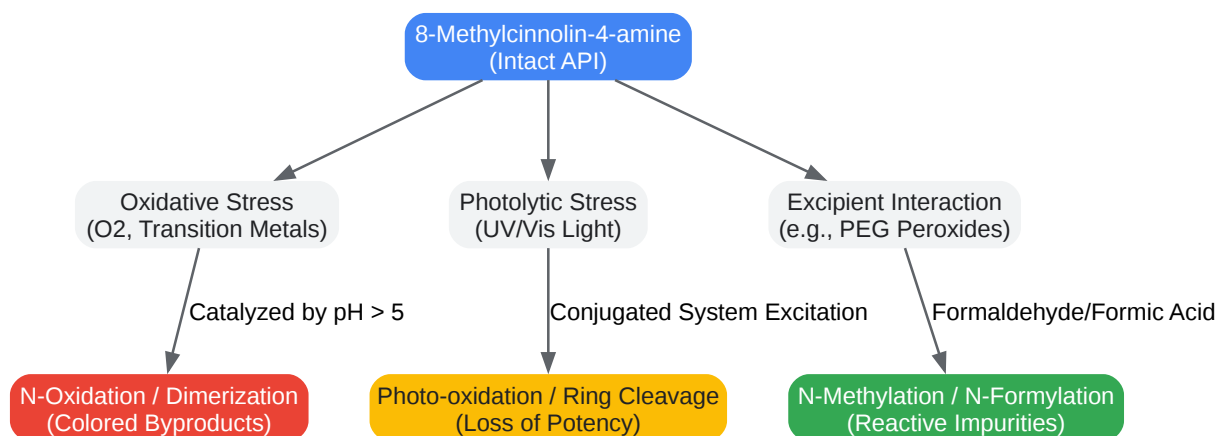 8-Methylcinnolin-4-amine
(Intact API)
Oxidative Stress
(O2, Transition Metals)
Photolytic Stress
(UV/Vis Light)
Excipient Interaction
(e.g., PEG Peroxides)
Catalyzed by pH > 5
Conjugated System Excitation
Formaldehyde/Formic Acid
N-Oxidation / Dimerization
(Colored Byproducts)
Photo-oxidation / Ring Cleavage
(Loss of Potency)
N-Methylation / N-Formylation
(Reactive Impurities)